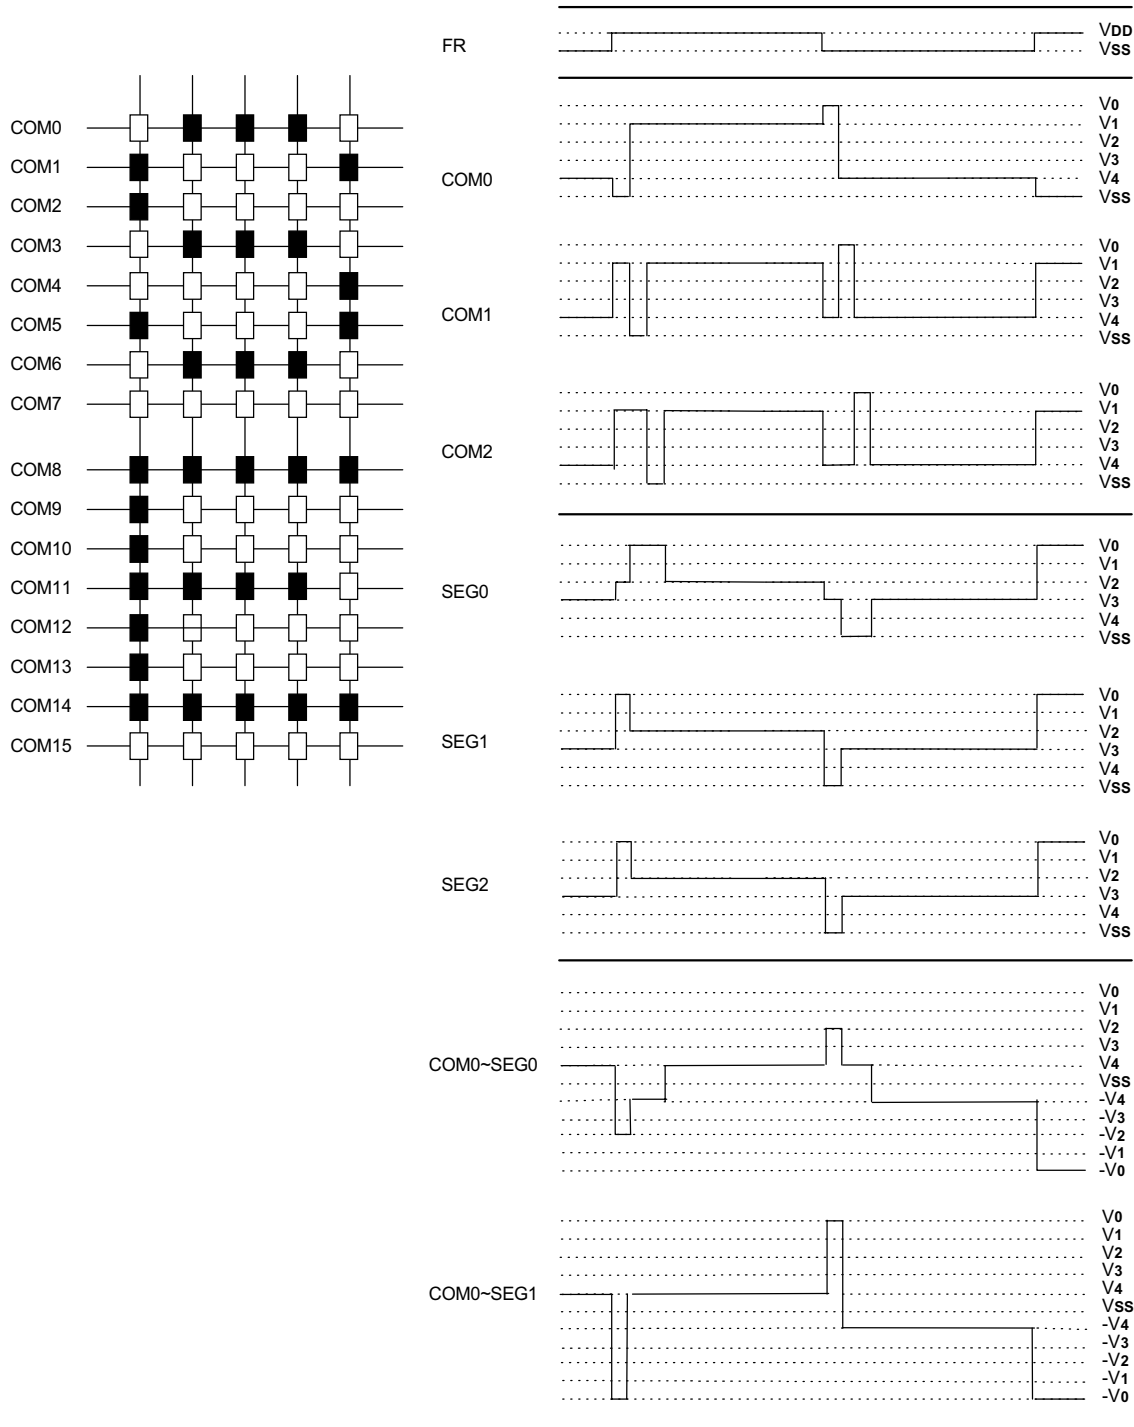 FR
VDD
VSS
COM0
COM1
COM2
COM3
COM4
COM5
COM6
COM7
COM8
COM9
COM10
COM11
COM12
COM13
COM14
COM15
COM0
V0
V1
V2
V3
V4
VSS
COM1
V0
V1
V2
V3
V4
VSS
COM2
V0
V1
V2
V3
V4
VSS
SEG0
V0
V1
V2
V3
V4
VSS
SEG1
V0
V1
V2
V3
V4
VSS
SEG2
V0
V1
V2
V3
V4
VSS
COM0~SEG0
V0
V1
V2
V3
V4
VSS
-V4
-V3
-V2
-V1
-V0
COM0~SEG1
V0
V1
V2
V3
V4
VSS
-V4
-V3
-V2
-V1
-V0